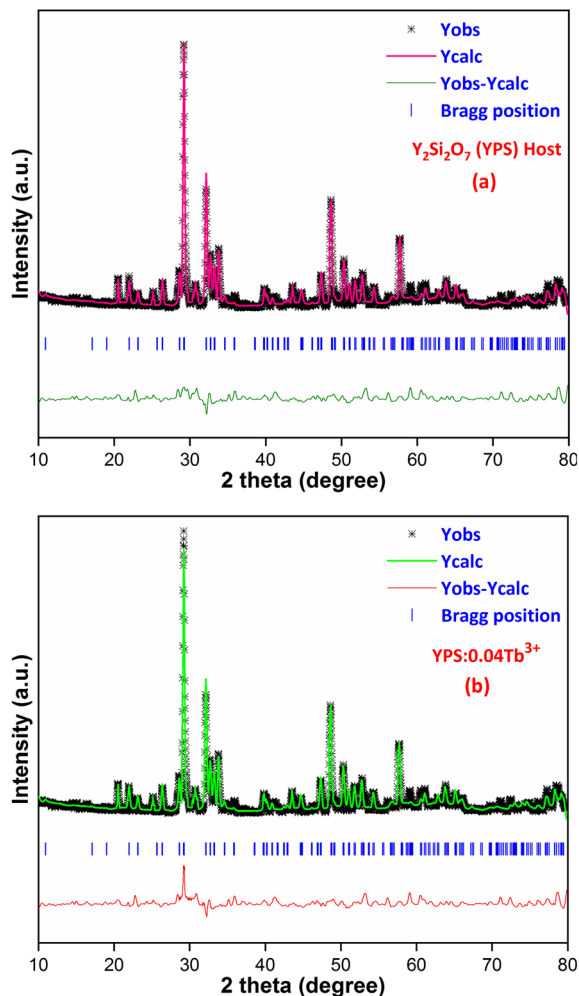 Yobs
Ycalc
Yobs-Ycalc
Bragg position
Y₂Si₂O₇ (YPS) Host
(a)
Intensity (a.u.)
10 20 30 40 50 60 70 80
2 theta (degree)
Yobs
Ycalc
Yobs-Ycalc
Bragg position
YPS:0.04Tb³⁺
(b)
Intensity (a.u.)
10 20 30 40 50 60 70 80
2 theta (degree)